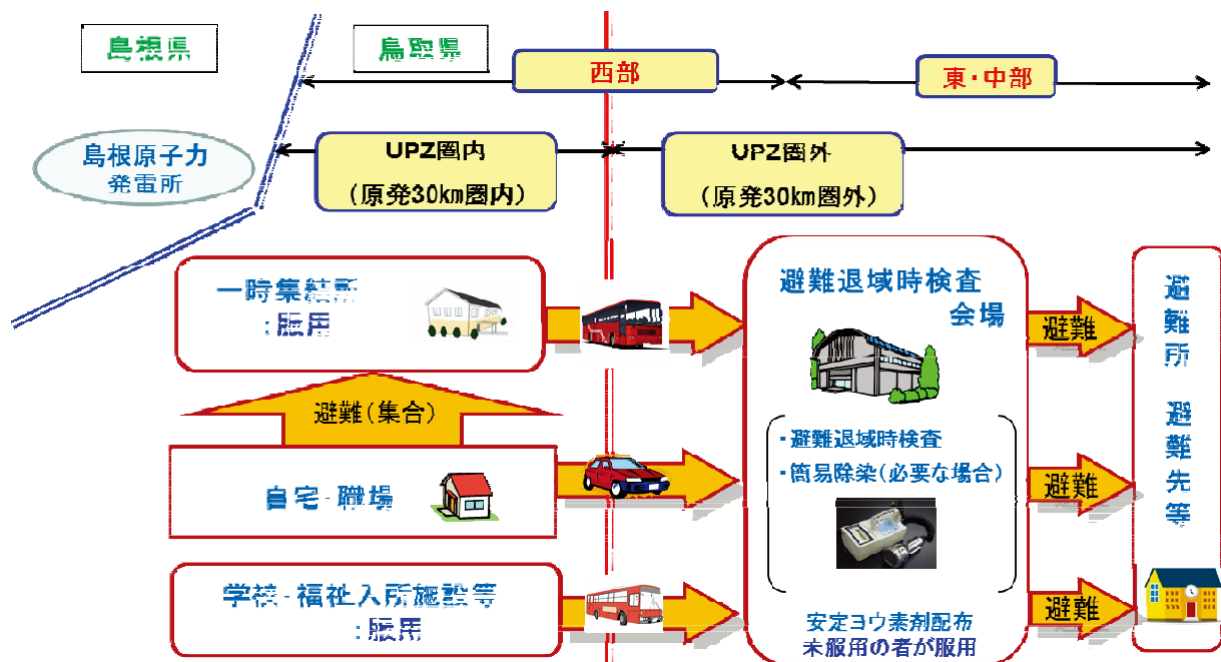 島根県
鳥取県
西部
東・中部
島根原子力
発電所
UPZ圏内
(原発30km圏内)
UPZ圏外
(原発30km圏外)
一時集結所
:服用
避難(集合)
自宅・職場
学校・福祉入所施設等
:服用
避難退域時検査
会場
・避難退域時検査
・簡易除染(必要な場合)
安定ヨウ素剤配布
未服用の者が服用
避難
避難
避難
避難所
避難先等